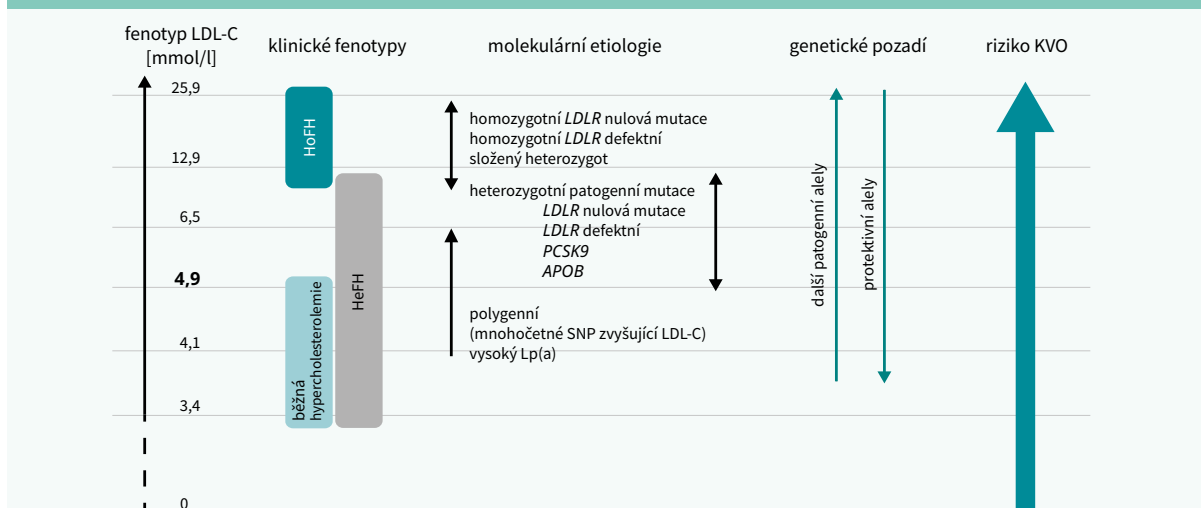 fenotyp LDL-C
[mmol/l]
klinické fenotypy
molekulární etiologie
genetické pozadí
riziko KVO
25,9
12,9
6,5
4,9
4,1
3,4
0
HoFH
HeFH
běžná
hypercholesterolemie
homozygotní LDLR nulová mutace
homozygotní LDLR defektní
složený heterozygot
heterozygotní patogenní mutace
LDLR nulová mutace
LDLR defektní
PCSK9
APOB
polygenní
(mnohočetné SNP zvyšující LDL-C)
vysoký Lp(a)
další patogenní alely
protektivní alely